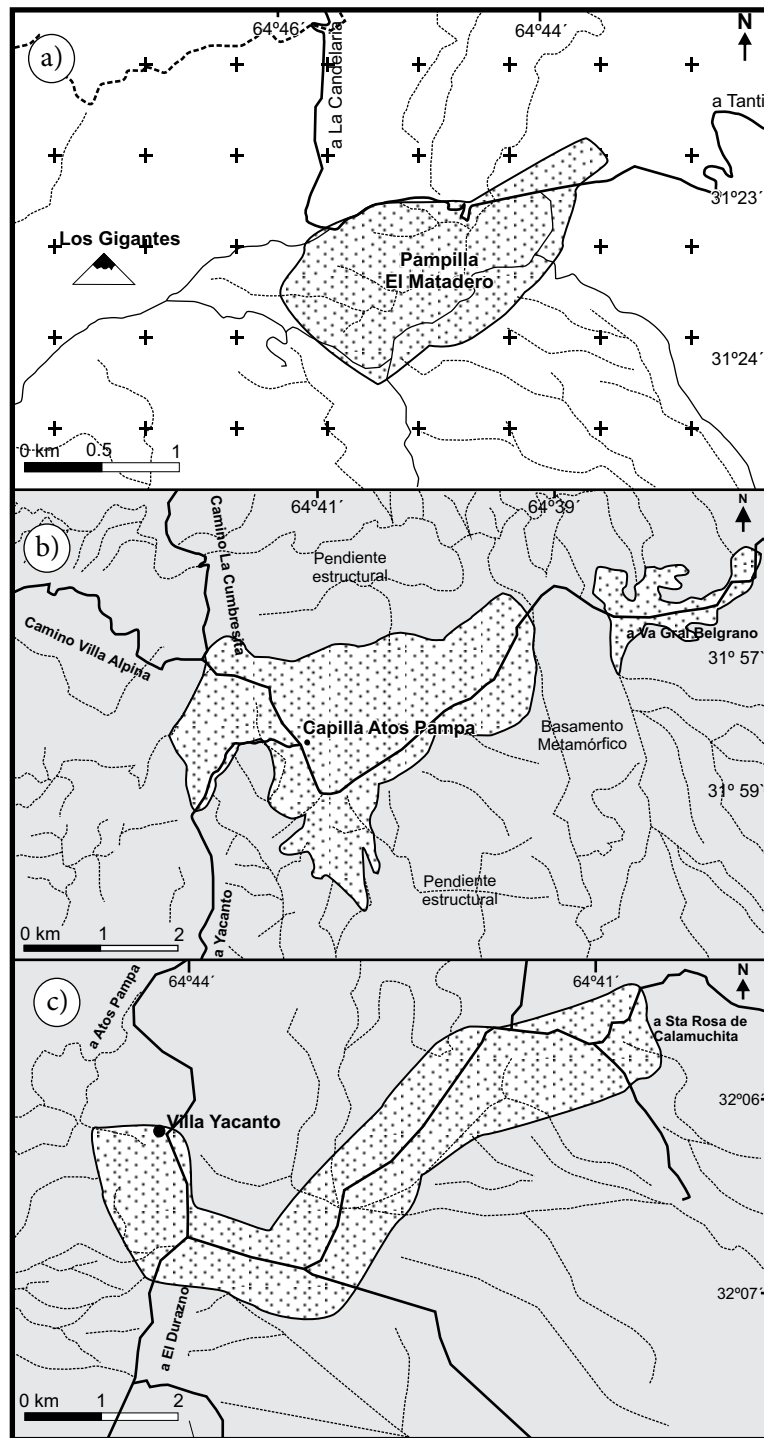 a)
64º46´
64º44´
N
a La Candelaria
a Tanti
31º23´
Los Gigantes
Pampilla
El Matadero
31º24´
0 km 0.5 1
b)
64º41´
64º39´
N
Camino La Cumbresita
Pendiente
estructural
Camino Villa Alpina
a Va Gral Belgrano
31º 57´
Capilla Atos Pampa
Basamento
Metamórfico
31º 59´
Pendiente
estructural
a Yacanto
0 km 1 2
c)
64º44´
64º41´
N
a Atos Pampa
a Sta Rosa de
Calamuchita
32º06´
Villa Yacanto
32º07´
a El Durazno
0 km 1 2